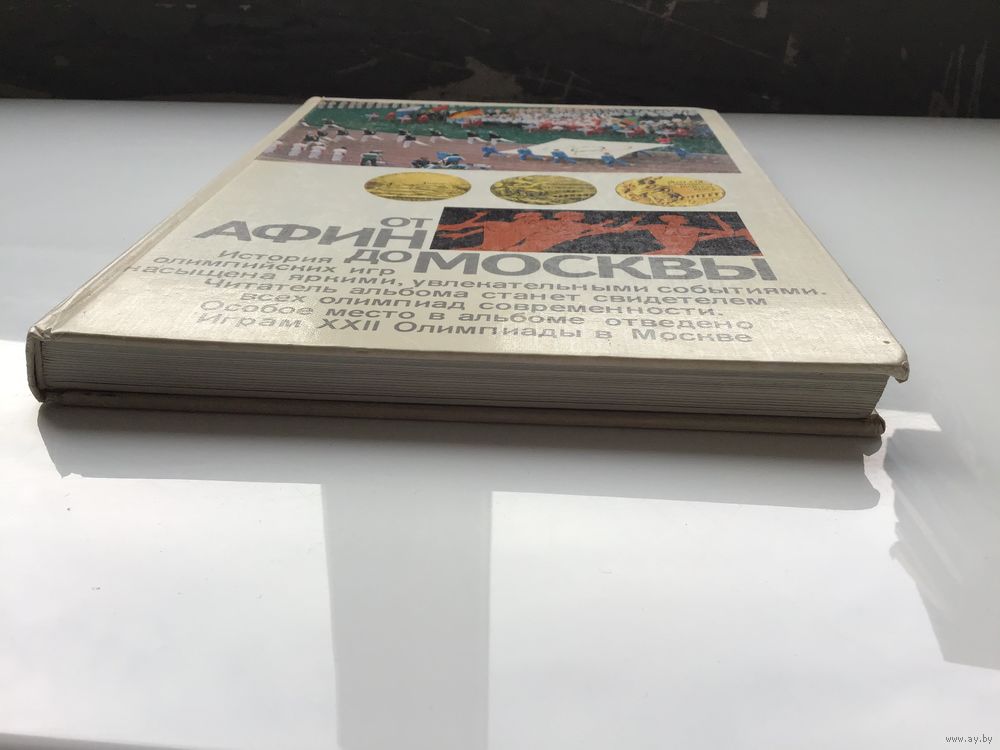 ОТ
АФИН
ДО МОСКВЫ
История
олимпийских игр
насыщена яркими, увлекательными событиями.
Читатель альбома станет свидетелем
всех олимпиад современности.
Особое место в альбоме отведено
Играм XXII Олимпиады в Москве
www.ay.by